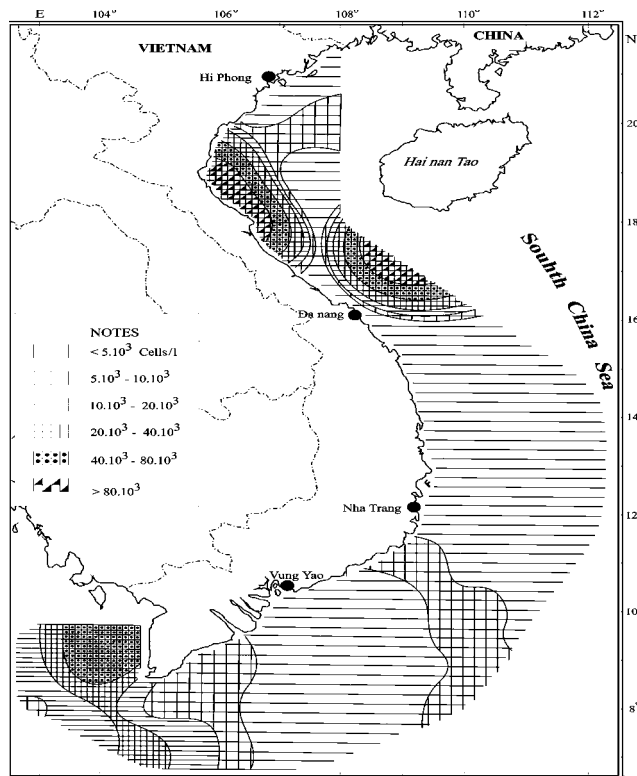 E 104° 106° 108° 110° 112°
VIETNAM
CHINA
N
Hi Phong
20
Hai nan Tao
18
Souhth China Sea
Da nang
16
NOTES
< 5.10³ Cells/l
5.10³ - 10.10³
10.10³ - 20.10³
20.10³ - 40.10³
40.10³ - 80.10³
> 80.10³
14
Nha Trang
12
Vung Yao
10
8°